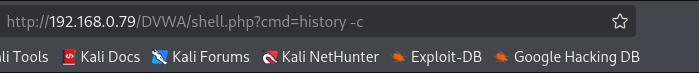 http://192.168.0.79/DVWA/shell.php?cmd=history -c
ali Tools Kali Docs Kali Forums Kali NetHunter Exploit-DB Google Hacking DB